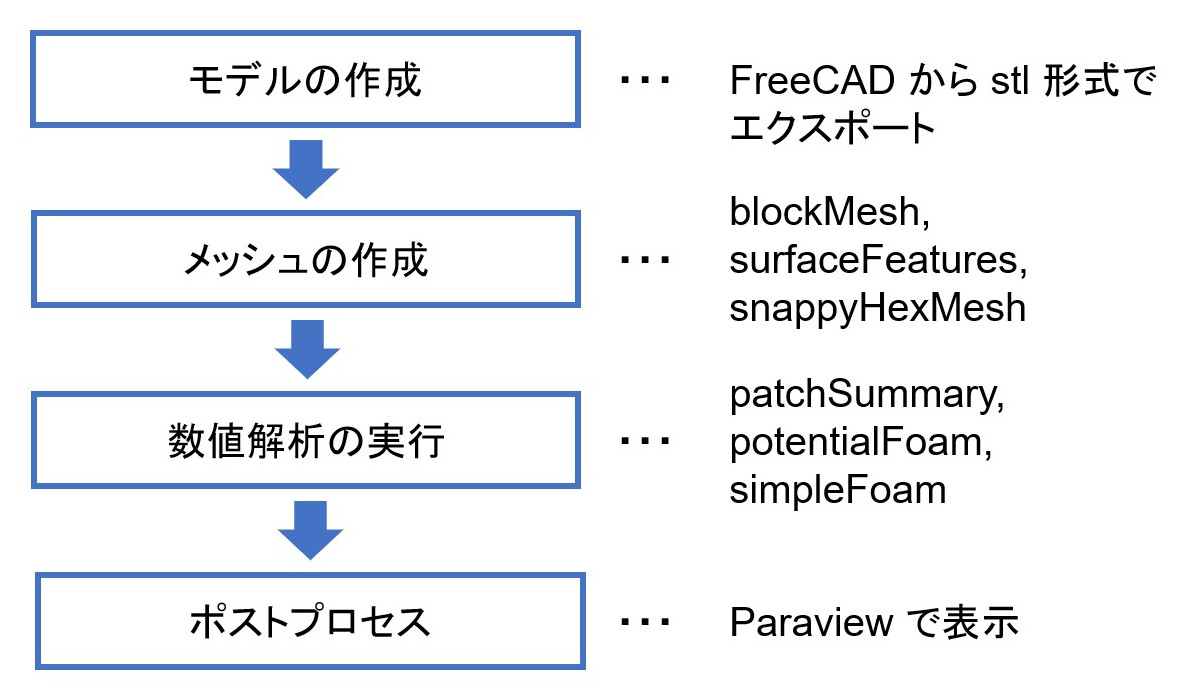 モデルの作成 ・・・ FreeCAD から stl 形式で
エクスポート
メッシュの作成 ・・・ blockMesh,
surfaceFeatures,
snappyHexMesh
数値解析の実行 ・・・ patchSummary,
potentialFoam,
simpleFoam
ポストプロセス ・・・ Paraview で表示